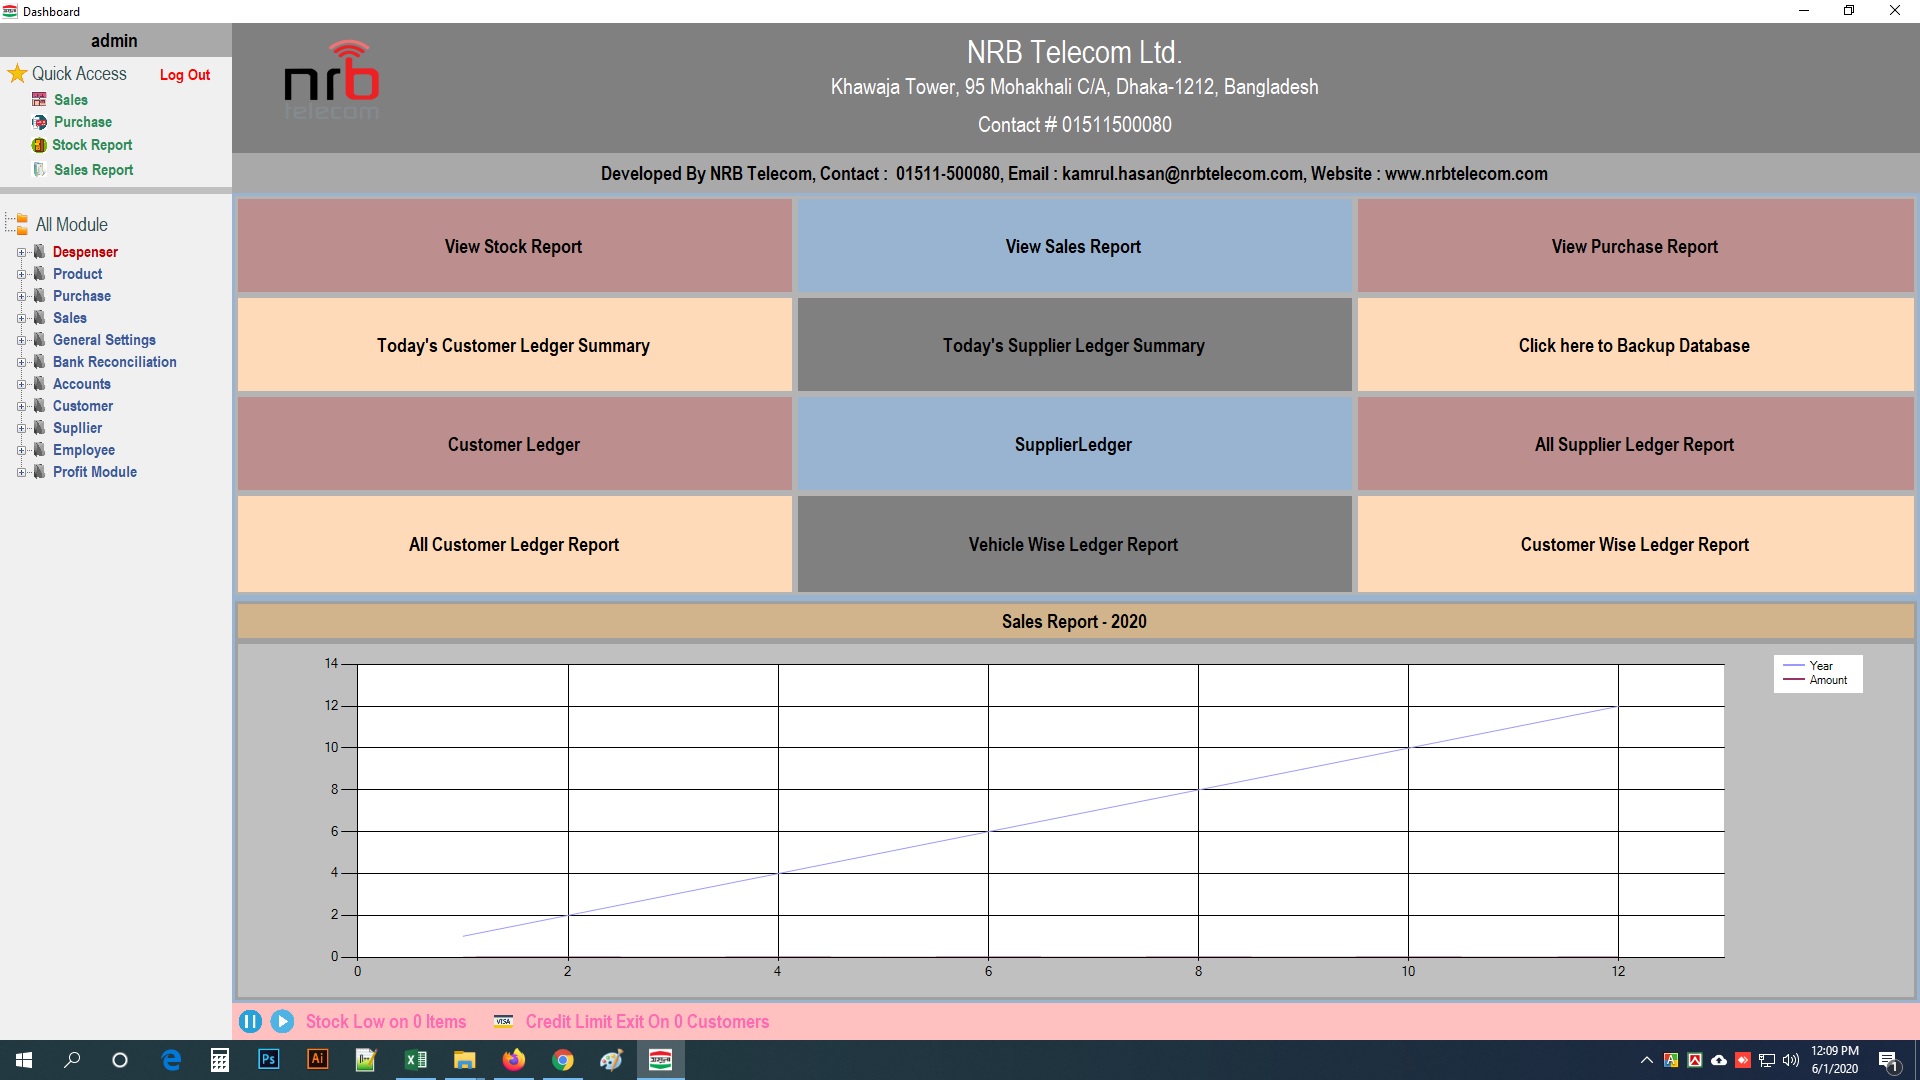 Dashboard
admin
Quick Access
Log Out
Sales
Purchase
Stock Report
Sales Report
All Module
Despenser
Product
Purchase
Sales
General Settings
Bank Reconciliation
Accounts
Customer
Supllier
Employee
Profit Module
nrb
telecom
NRB Telecom Ltd.
Khawaja Tower, 95 Mohakhali C/A, Dhaka-1212, Bangladesh
Contact # 01511500080
Developed By NRB Telecom, Contact : 01511-500080, Email : kamrul.hasan@nrbtelecom.com, Website : www.nrbtelecom.com
View Stock Report
View Sales Report
View Purchase Report
Today's Customer Ledger Summary
Today's Supplier Ledger Summary
Click here to Backup Database
Customer Ledger
SupplierLedger
All Supplier Ledger Report
All Customer Ledger Report
Vehicle Wise Ledger Report
Customer Wise Ledger Report
Sales Report - 2020
14
12
10
8
6
4
2
0
0 2 4 6 8 10 12
Year
Amount
Stock Low on 0 Items
VISA
Credit Limit Exit On 0 Customers
Ps
Ai
12:09 PM
6/1/2020
1